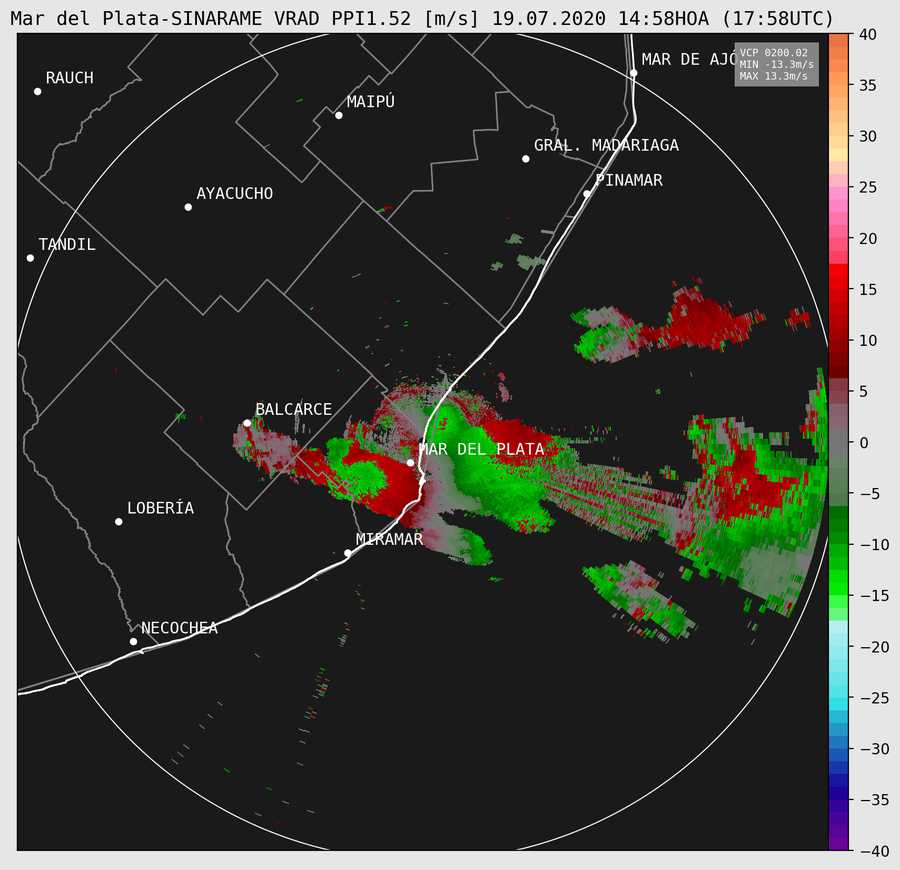 Mar del Plata-SINARAME VRAD PPI1.52 [m/s] 19.07.2020 14:58HOA (17:58UTC)
VCP 0200.02
MIN -13.3m/s
MAX 13.3m/s
MAR DE AJÓ
RAUCH
MAIPÚ
GRAL. MADARIAGA
PINAMAR
AYACUCHO
TANDIL
BALCARCE
MAR DEL PLATA
LOBERÍA
MIRAMAR
NECOCHEA
40
35
30
25
20
15
10
5
0
−5
−10
−15
−20
−25
−30
−35
−40